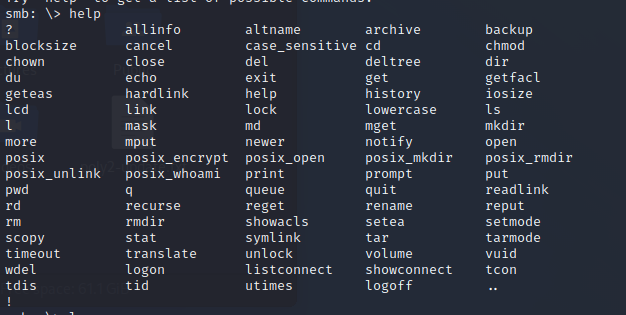 Try "help" to get a list of possible commands.
smb: \> help
? allinfo altname archive backup
blocksize cancel case_sensitive cd chmod
chown close del deltree dir
du echo exit get getfacl
geteas hardlink help history iosize
lcd link lock lowercase ls
l mask md mget mkdir
more mput newer notify open
posix posix_encrypt posix_open posix_mkdir posix_rmdir
posix_unlink posix_whoami print prompt put
pwd q queue quit readlink
rd recurse reget rename reput
rm rmdir showacls setea setmode
scopy stat symlink tar tarmode
timeout translate unlock volume vuid
wdel logon listconnect showconnect tcon
tdis tid utimes logoff ..
!